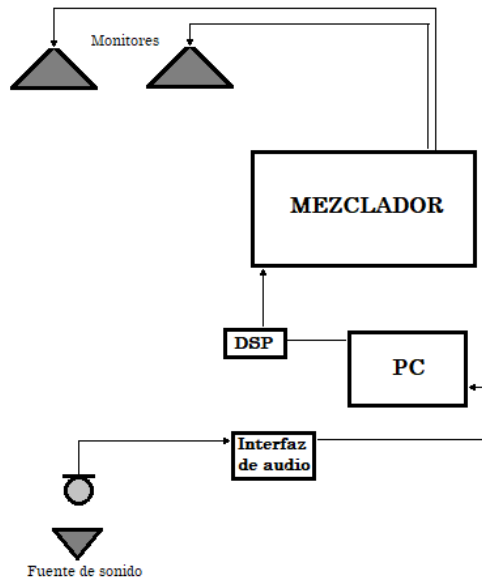 Monitores
MEZCLADOR
DSP
PC
Interfaz
de audio
Fuente de sonido